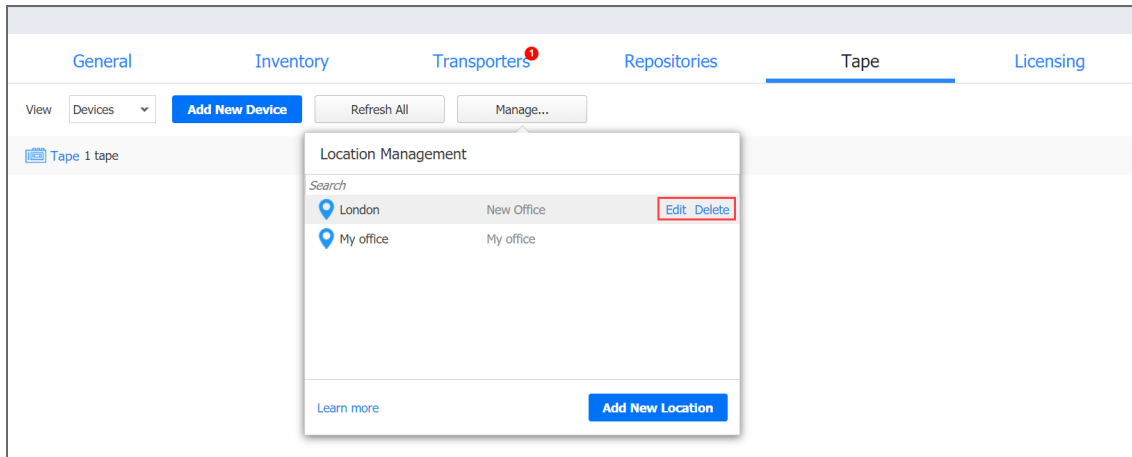 General Inventory Transporters 1 Repositories Tape Licensing
View Devices Add New Device Refresh All Manage...
Tape 1 tape
Location Management
Search
London New Office Edit Delete
My office My office
Learn more Add New Location